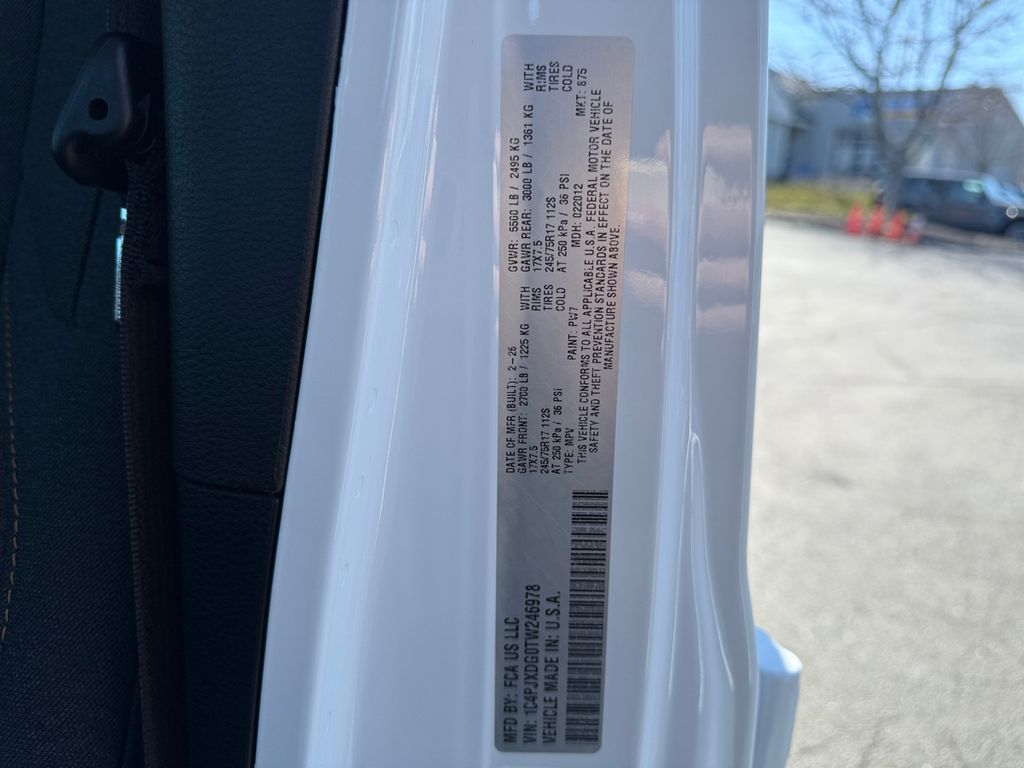 MFD BY: FCA US LLC
VIN: 1C4PJXDG0TW246978
VEHICLE MADE IN: U.S.A.
DATE OF MFR (BUILT): 2-26 GVWR: 5500 LB / 2495 KG
GAWR FRONT: 2700 LB / 1225 KG WITH GAWR REAR: 3000 LB / 1361 KG WITH
17X7.5 RIMS 17X7.5 RIMS
245/75R17 112S TIRES 245/75R17 112S TIRES
AT 250 kPa / 36 PSi COLD AT 250 kPa / 36 PSI COLD
TYPE: MPV PAINT: PW7 MDH: 022012 MKT: 875
THIS VEHICLE CONFORMS TO ALL APPLICABLE U.S.A. FEDERAL MOTOR VEHICLE
SAFETY AND THEFT PREVENTION STANDARDS IN EFFECT ON THE DATE OF
MANUFACTURE SHOWN ABOVE.